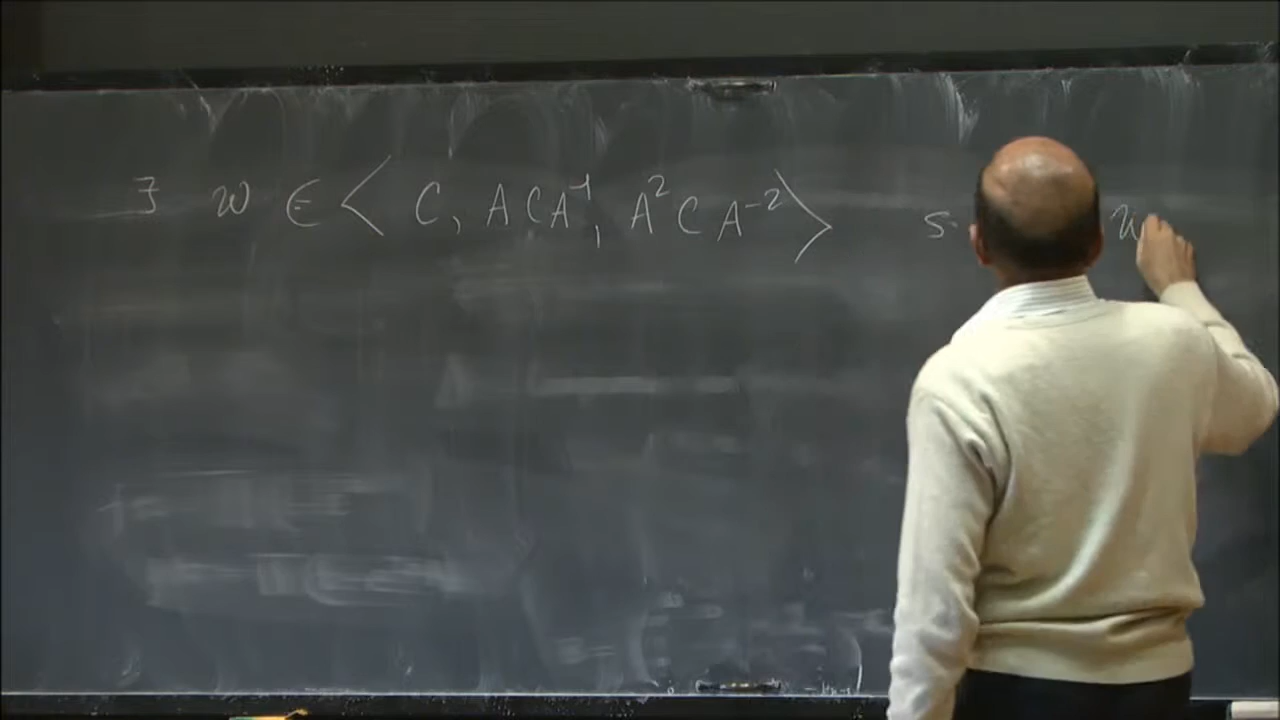 ∃ w ∈ < C, ACA⁻¹, A²CA⁻² > s.